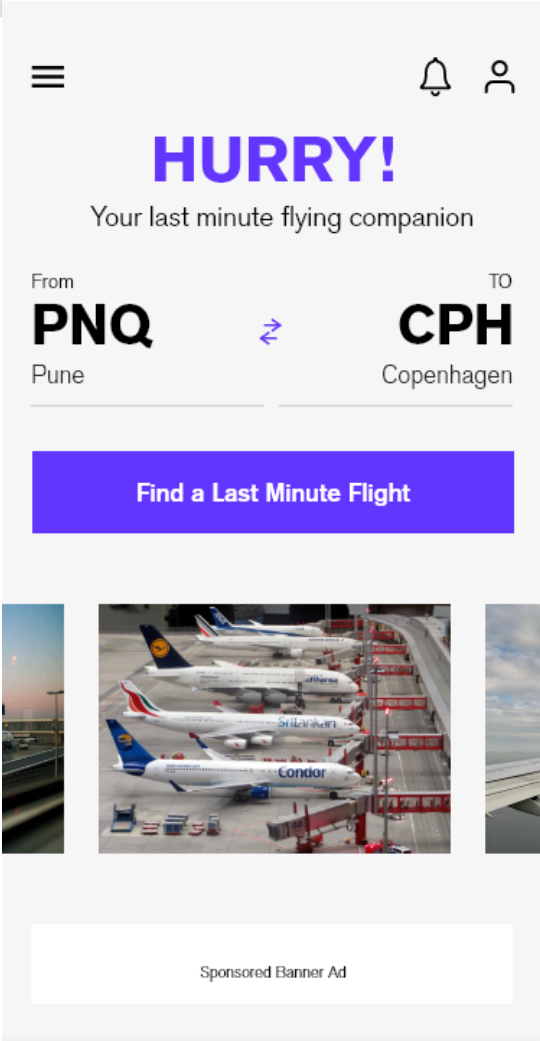 HURRY!
Your last minute flying companion
From
TO
PNQ
CPH
Pune
Copenhagen
Find a Last Minute Flight
Lufthansa
SriLankan
Condor
Sponsored Banner Ad